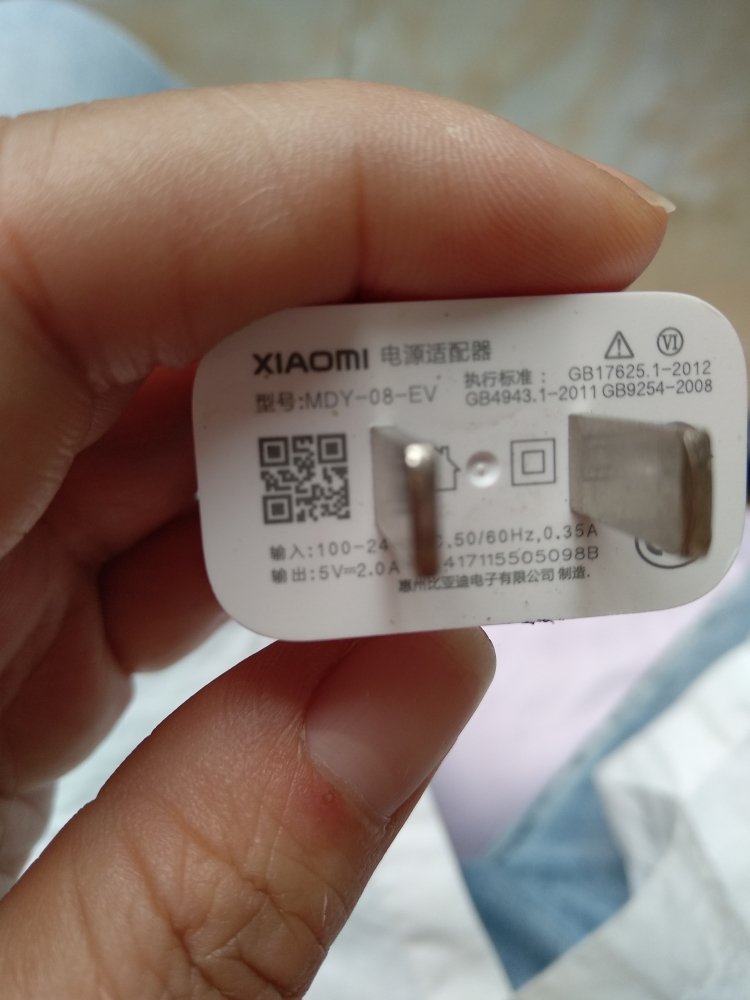 XIAOMI 电源适配器
VI
型号:MDY-08-EV
执行标准: GB17625.1-2012
GB4943.1-2011 GB9254-2008
输入:100-24 .50/60Hz,0.35A
输出:5V⎓2.0A 417115505098B
惠州比亚迪电子有限公司 制造.